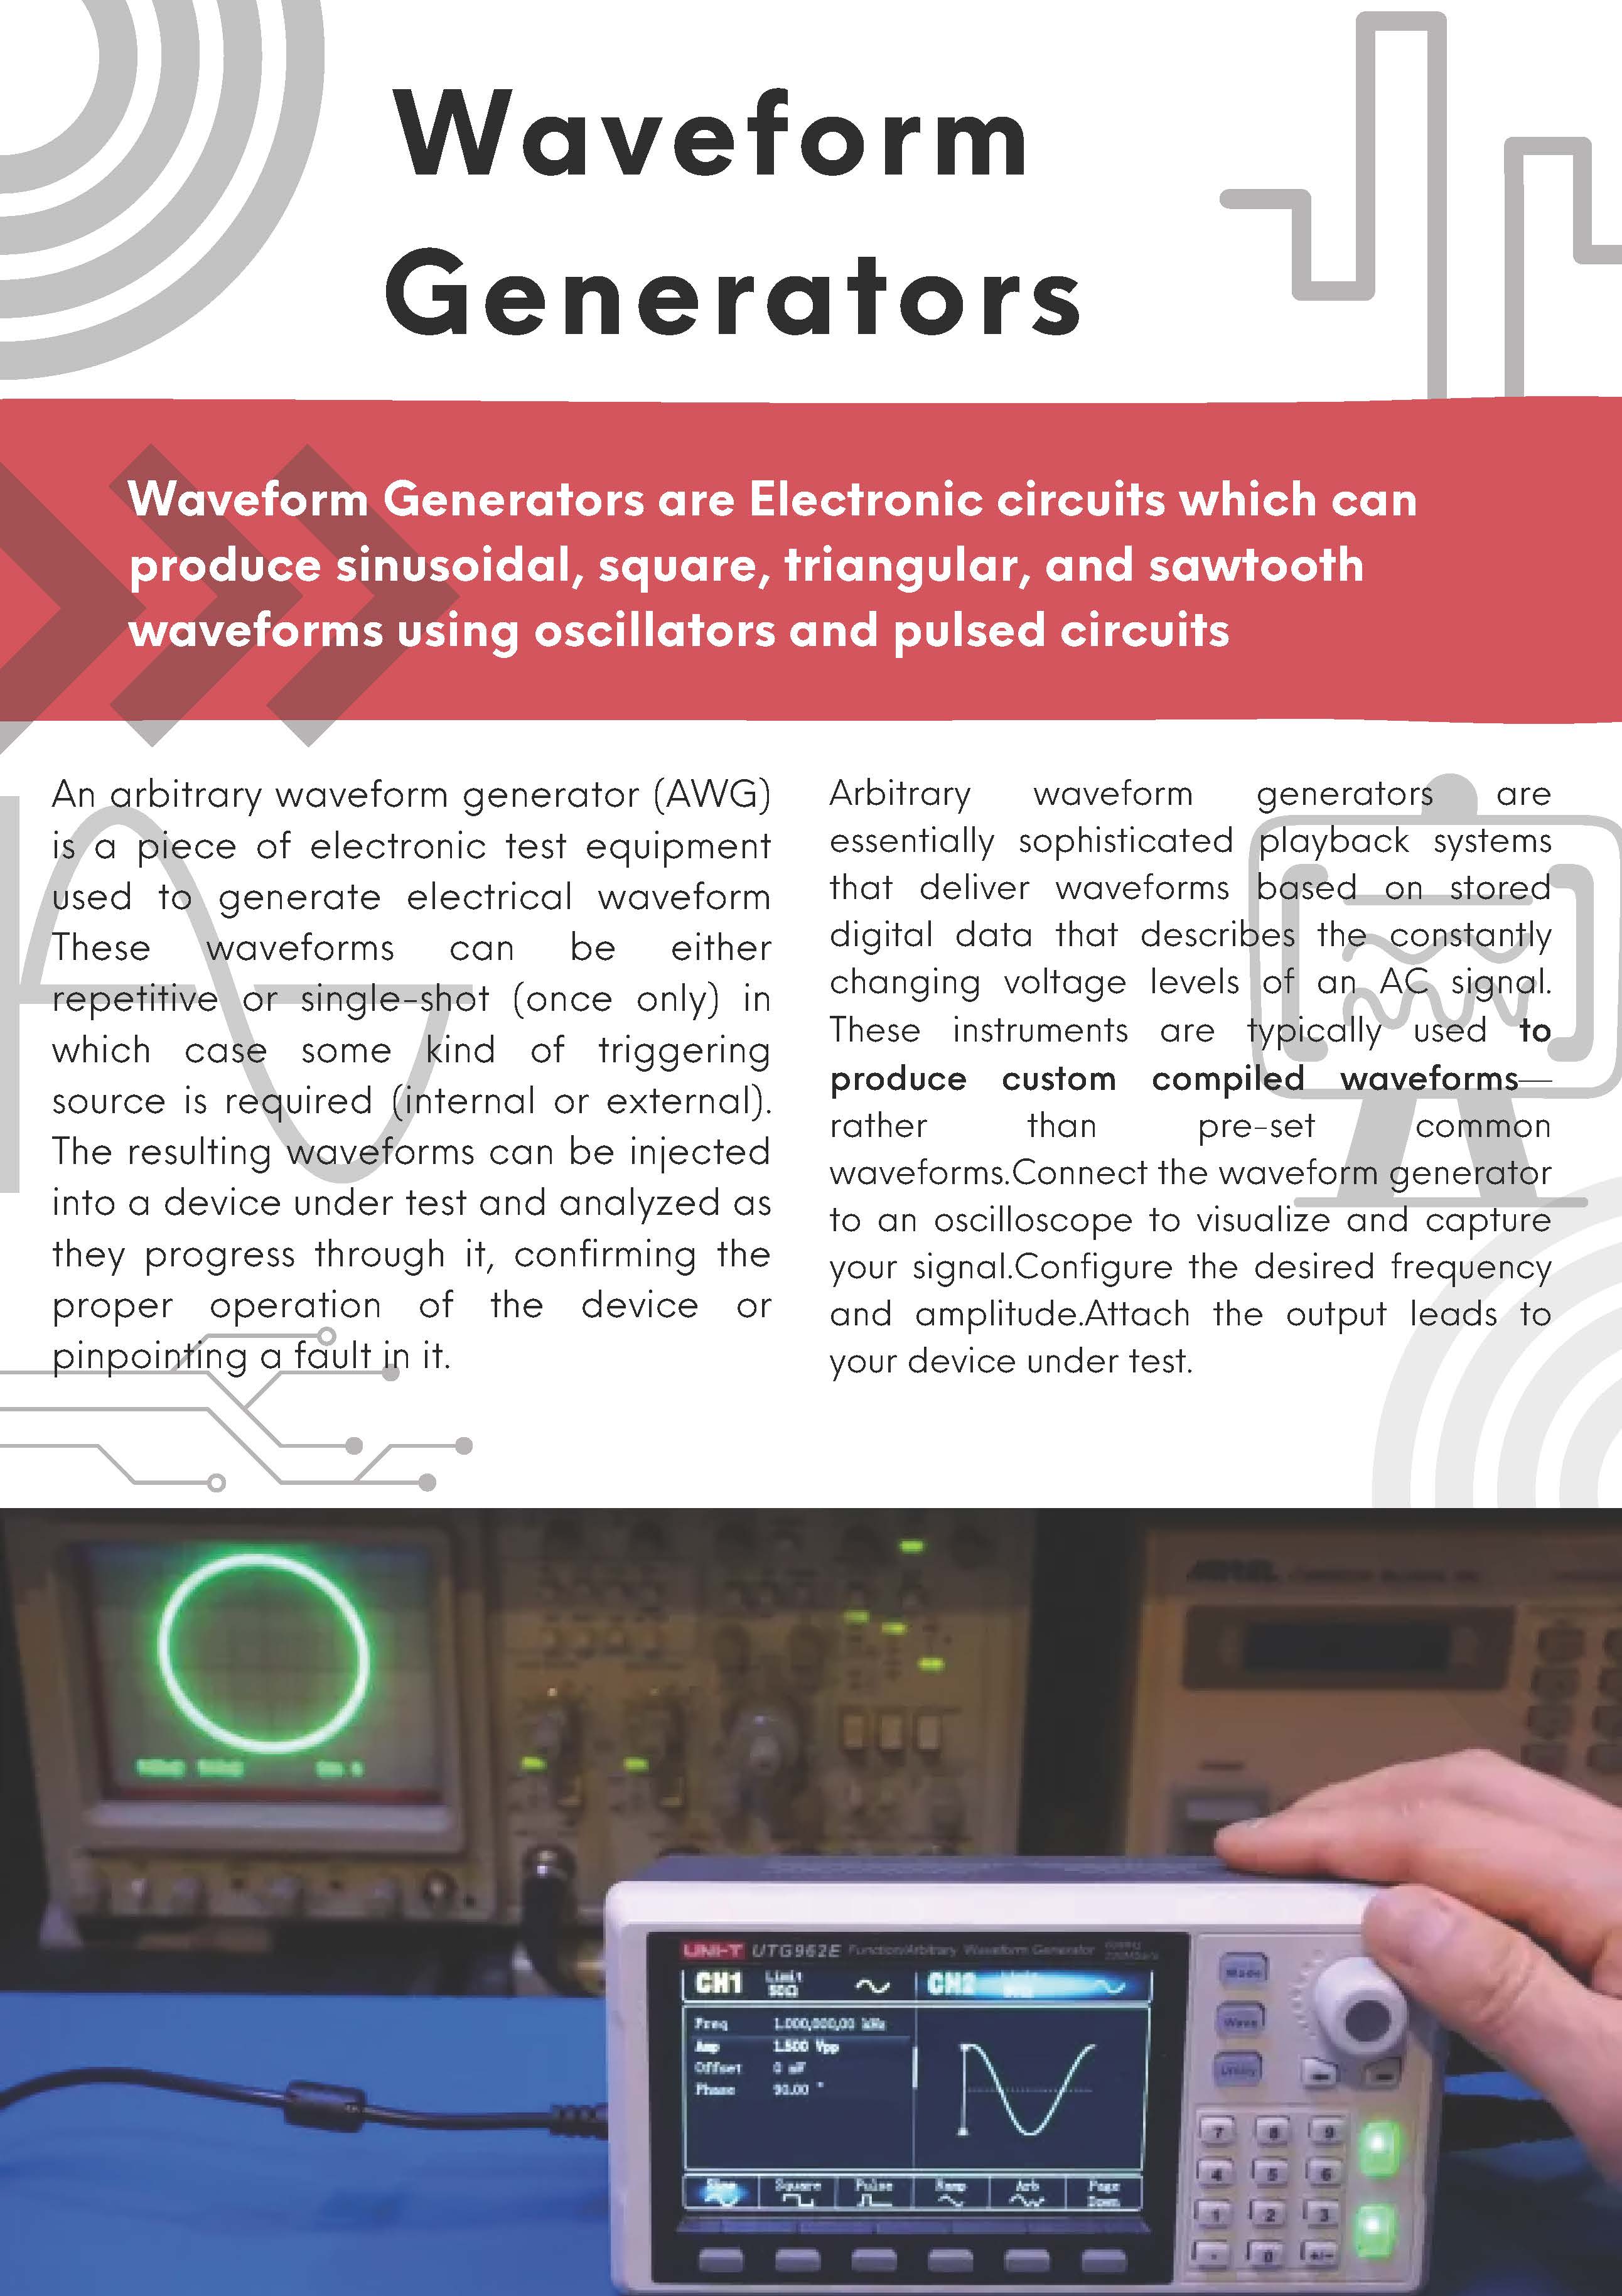 Waveform
Generators
Waveform Generators are Electronic circuits which can
produce sinusoidal, square, triangular, and sawtooth
waveforms using oscillators and pulsed circuits
An arbitrary waveform generator (AWG)
is a piece of electronic test equipment
used to generate electrical waveform
These waveforms can be either
repetitive or single-shot (once only) in
which case some kind of triggering
source is required (internal or external).
The resulting waveforms can be injected
into a device under test and analyzed as
they progress through it, confirming the
proper operation of the device or
pinpointing a fault in it.
Arbitrary waveform generators are
essentially sophisticated playback systems
that deliver waveforms based on stored
digital data that describes the constantly
changing voltage levels of an AC signal.
These instruments are typically used to
produce custom compiled waveforms—
rather than pre-set common
waveforms.Connect the waveform generator
to an oscilloscope to visualize and capture
your signal.Configure the desired frequency
and amplitude.Attach the output leads to
your device under test.
UNI-T UTG962E Function/Arbitrary Waveform Generator
CH1 Limit CH2
50Ω
Freq 1.000,000,00 kHz
Amp 1.500 Vpp
Offset 0 mV
Phase 90.00 °
Square Pulse Ramp Arb Page
Down
Mode
Wave
Utility
7 8 9
4 5 6
1 2 3
. 0 +/-